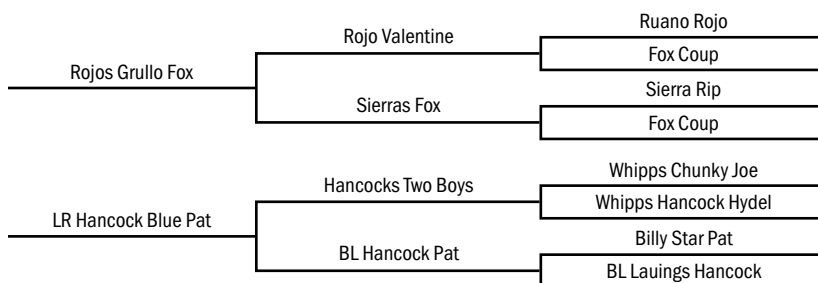 Ruano Rojo
Rojo Valentine
Fox Coup
Rojos Grullo Fox
Sierra Rip
Sierras Fox
Fox Coup
Whipps Chunky Joe
Hancocks Two Boys
Whipps Hancock Hydel
LR Hancock Blue Pat
Billy Star Pat
BL Hancock Pat
BL Lauings Hancock